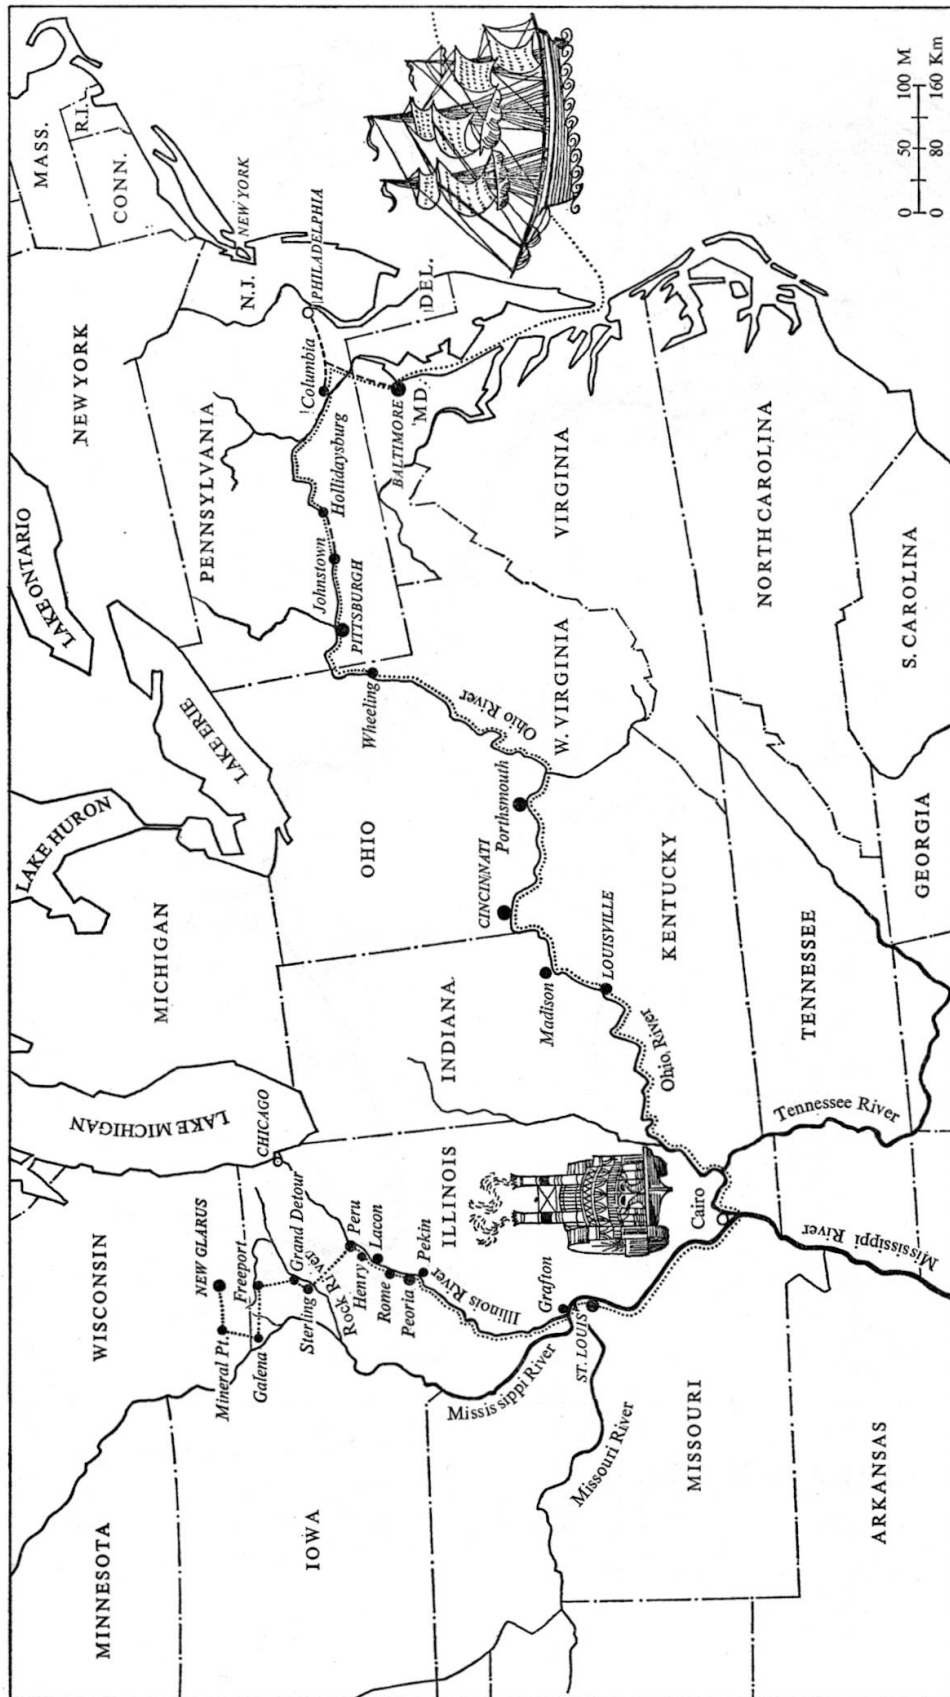 MINNESOTA
WISCONSIN
LAKE MICHIGAN
MICHIGAN
LAKE HURON
LAKE ERIE
LAKE ONTARIO
NEW YORK
MASS.
R.I.
CONN.
NEW YORK
N.J.
PENNSYLVANIA
PHILADELPHIA
Columbia
Hollidaysburg
Johnstown
PITTSBURGH
Wheeling
BALTIMORE
MD.
DEL.
IOWA
Mineral Pt.
NEW GLARUS
Galena
Freeport
Grand Detour
Sterling
Rock River
CHICAGO
Peru
Henry
Lacon
Rome
Peoria
Pekin
ILLINOIS
Illinois River
Mississippi River
Grafton
ST. LOUIS
Missouri River
MISSOURI
Cairo
INDIANA
OHIO
CINCINNATI
Madison
LOUISVILLE
Porthsmouth
Ohio River
W. VIRGINIA
VIRGINIA
Ohio River
KENTUCKY
Tennessee River
Mississippi River
ARKANSAS
TENNESSEE
NORTH CAROLINA
S. CAROLINA
GEORGIA
0 50 100 M
0 80 160 Km